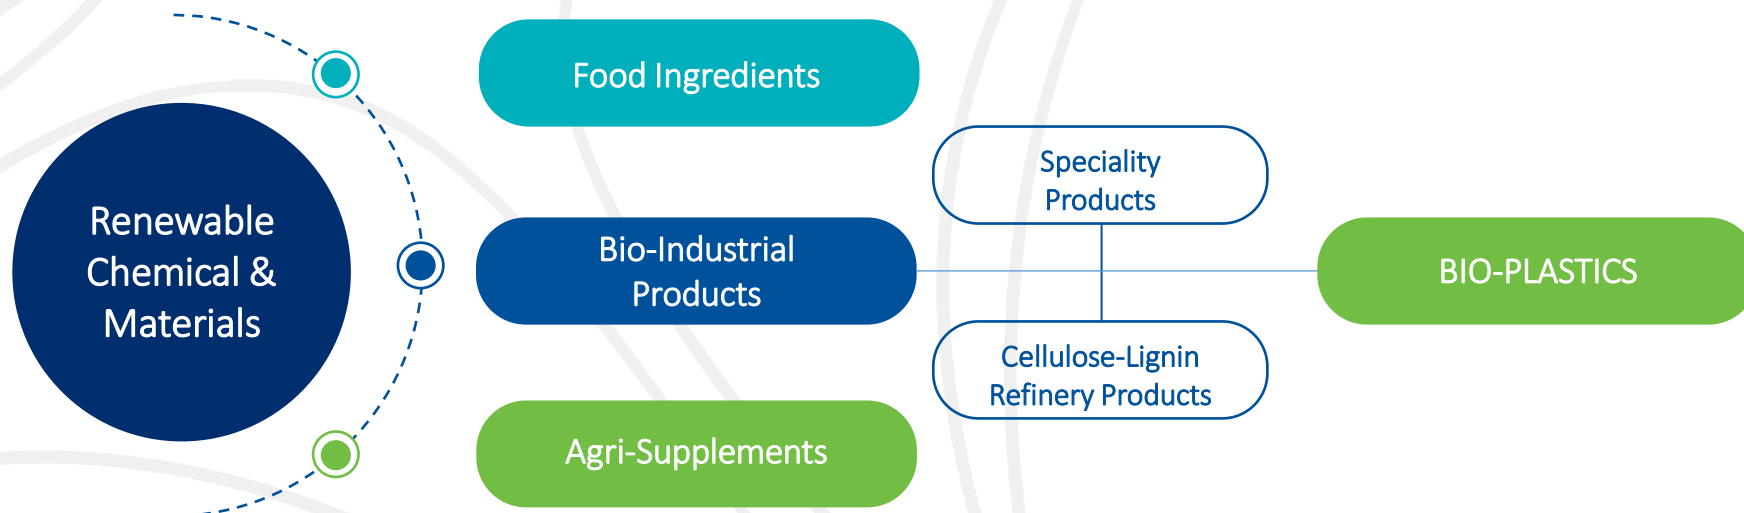 Renewable
Chemical &
Materials
Food Ingredients
Bio-Industrial
Products
Agri-Supplements
Speciality
Products
Cellulose-Lignin
Refinery Products
BIO-PLASTICS